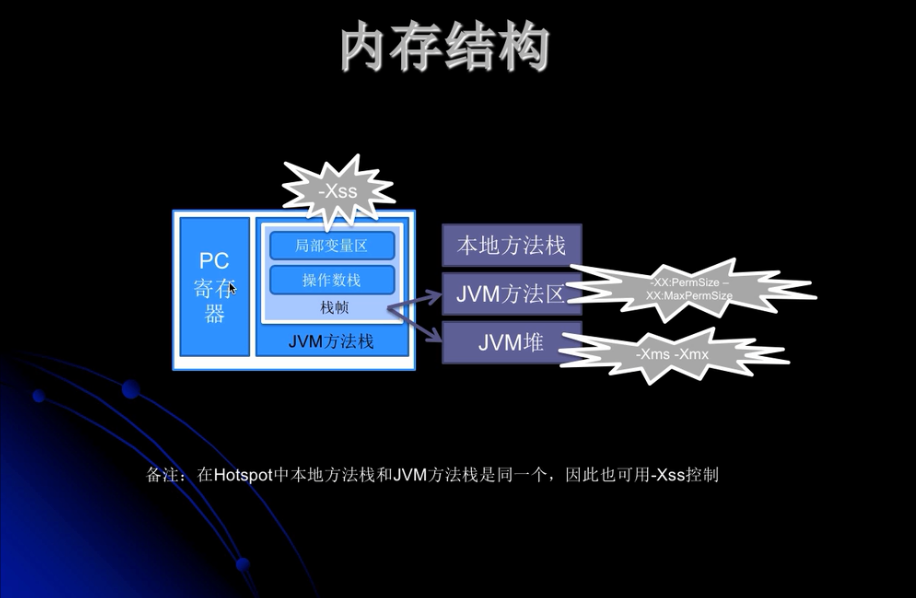 内存结构
-Xss
PC
寄存
器
局部变量区
操作数栈
栈帧
JVM方法栈
本地方法栈
JVM方法区
-XX:PermSize –
XX:MaxPermSize
JVM堆
-Xms -Xmx
备注：在Hotspot中本地方法栈和JVM方法栈是同一个，因此也可用-Xss控制